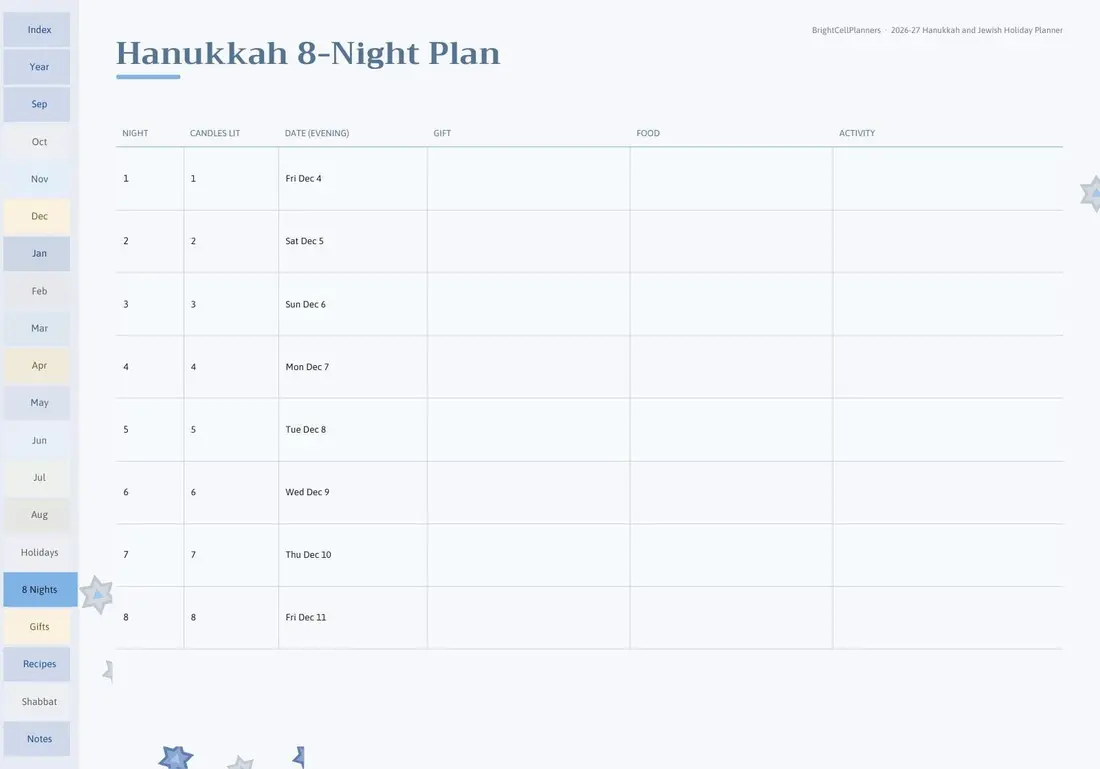 Index
Year
Sep
Oct
Nov
Dec
Jan
Feb
Mar
Apr
May
Jun
Jul
Aug
Holidays
8 Nights
Gifts
Recipes
Shabbat
Notes
BrightCellPlanners · 2026-27 Hanukkah and Jewish Holiday Planner
Hanukkah 8-Night Plan
NIGHT CANDLES LIT DATE (EVENING) GIFT FOOD ACTIVITY
1 1 Fri Dec 4
2 2 Sat Dec 5
3 3 Sun Dec 6
4 4 Mon Dec 7
5 5 Tue Dec 8
6 6 Wed Dec 9
7 7 Thu Dec 10
8 8 Fri Dec 11